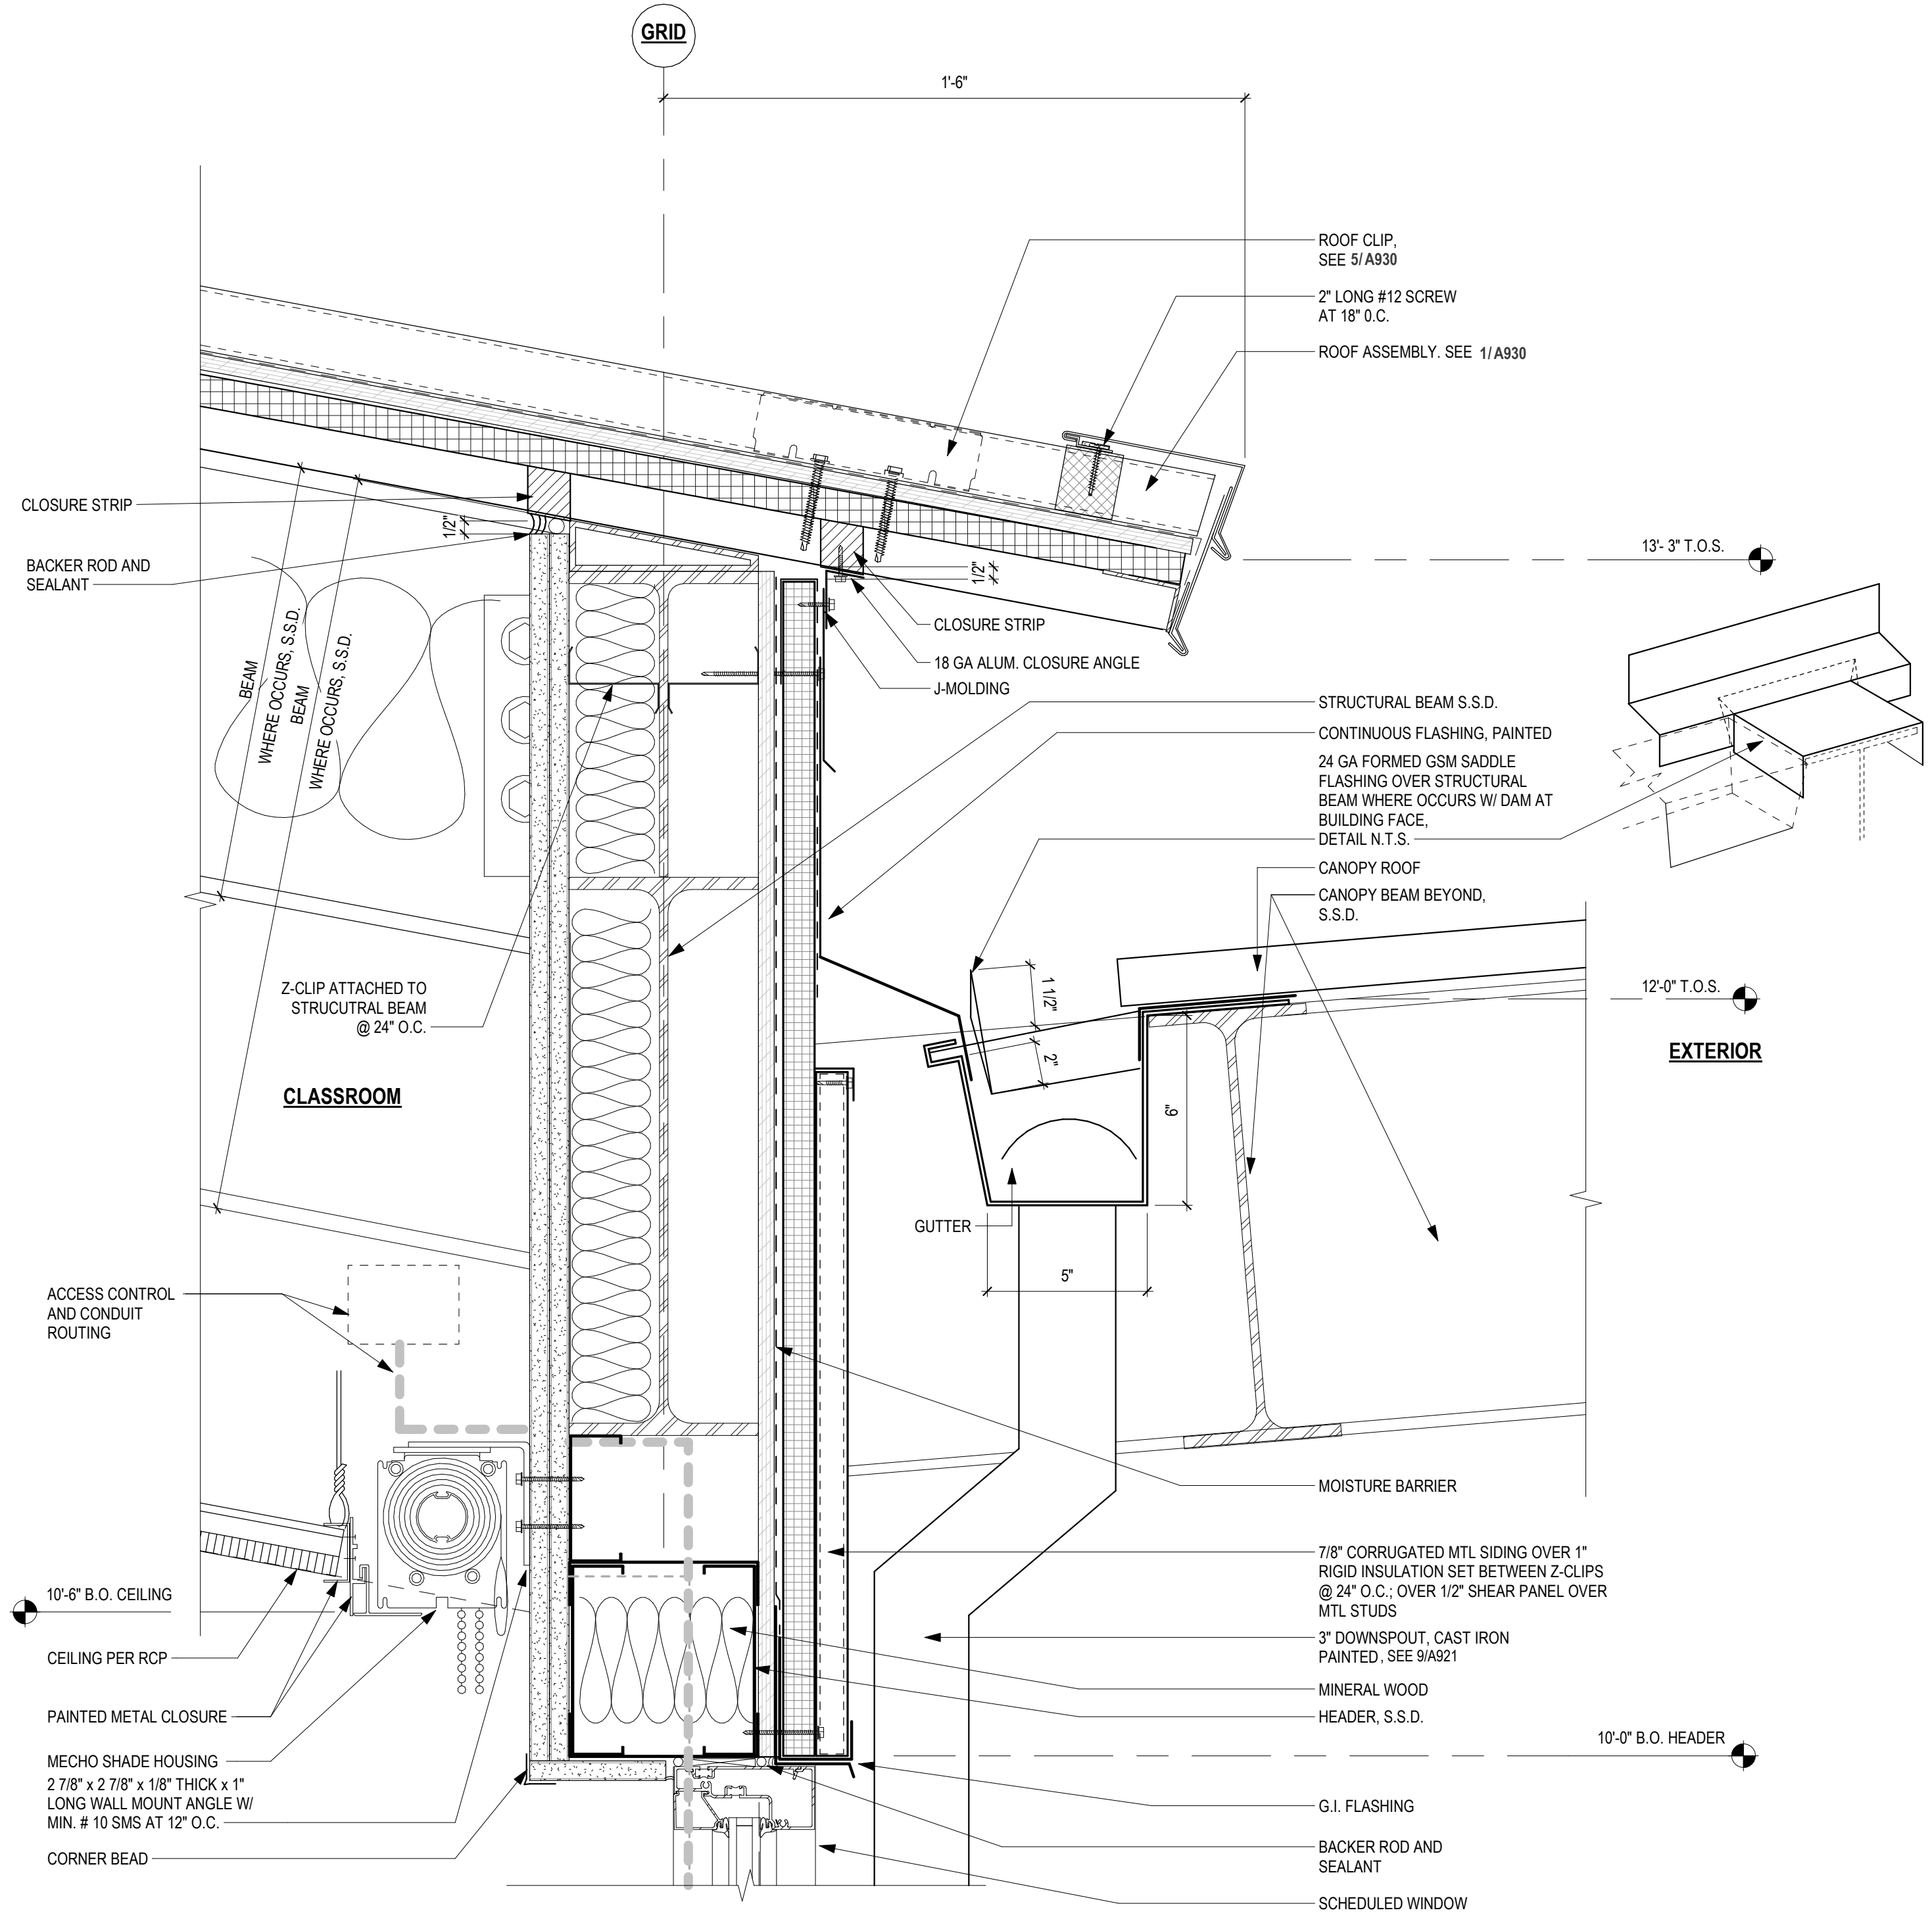 GRID
1'-6"
ROOF CLIP,
SEE 5/ A930
2" LONG #12 SCREW
AT 18" 0.C.
ROOF ASSEMBLY. SEE 1/ A930
CLOSURE STRIP
1/2"
BACKER ROD AND
SEALANT
13'- 3" T.O.S.
1/2"
CLOSURE STRIP
18 GA ALUM. CLOSURE ANGLE
J-MOLDING
BEAM
WHERE OCCURS, S.S.D.
BEAM
WHERE OCCURS, S.S.D.
STRUCTURAL BEAM S.S.D.
CONTINUOUS FLASHING, PAINTED
24 GA FORMED GSM SADDLE
FLASHING OVER STRUCTURAL
BEAM WHERE OCCURS W/ DAM AT
BUILDING FACE,
DETAIL N.T.S.
CANOPY ROOF
CANOPY BEAM BEYOND,
S.S.D.
Z-CLIP ATTACHED TO
STRUCUTRAL BEAM
@ 24" O.C.
1 1/2"
2"
12'-0" T.O.S.
EXTERIOR
CLASSROOM
6"
GUTTER
5"
ACCESS CONTROL
AND CONDUIT
ROUTING
MOISTURE BARRIER
7/8" CORRUGATED MTL SIDING OVER 1"
RIGID INSULATION SET BETWEEN Z-CLIPS
@ 24" O.C.; OVER 1/2" SHEAR PANEL OVER
MTL STUDS
10'-6" B.O. CEILING
3" DOWNSPOUT, CAST IRON
PAINTED, SEE 9/A921
CEILING PER RCP
MINERAL WOOD
PAINTED METAL CLOSURE
HEADER, S.S.D.
10'-0" B.O. HEADER
MECHO SHADE HOUSING
2 7/8" x 2 7/8" x 1/8" THICK x 1"
LONG WALL MOUNT ANGLE W/
MIN. # 10 SMS AT 12" O.C.
G.I. FLASHING
CORNER BEAD
BACKER ROD AND
SEALANT
SCHEDULED WINDOW